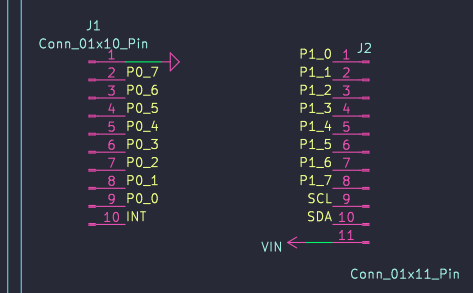 J1
Conn_01x10_Pin
1
2 P0_7
3 P0_6
4 P0_5
5 P0_4
6 P0_3
7 P0_2
8 P0_1
9 P0_0
10 INT
J2
P1_0 1
P1_1 2
P1_2 3
P1_3 4
P1_4 5
P1_5 6
P1_6 7
P1_7 8
SCL 9
SDA 10
11
VIN
Conn_01x11_Pin